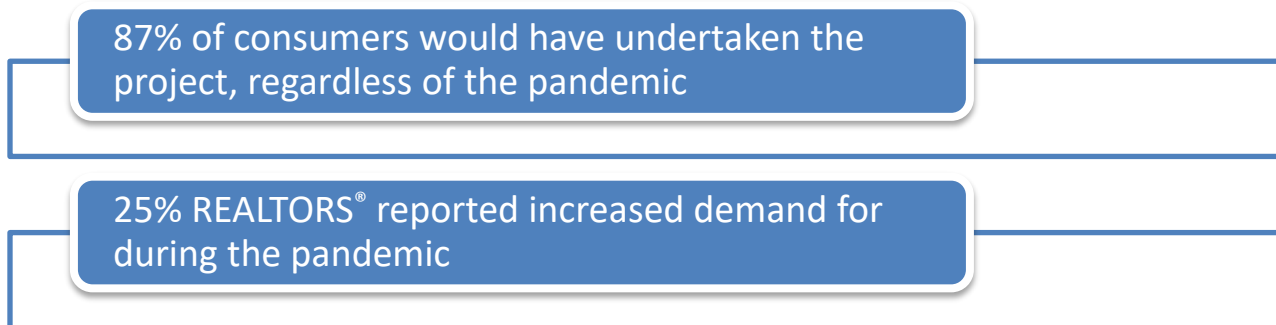 87% of consumers would have undertaken the
project, regardless of the pandemic
25% REALTORS® reported increased demand for
during the pandemic